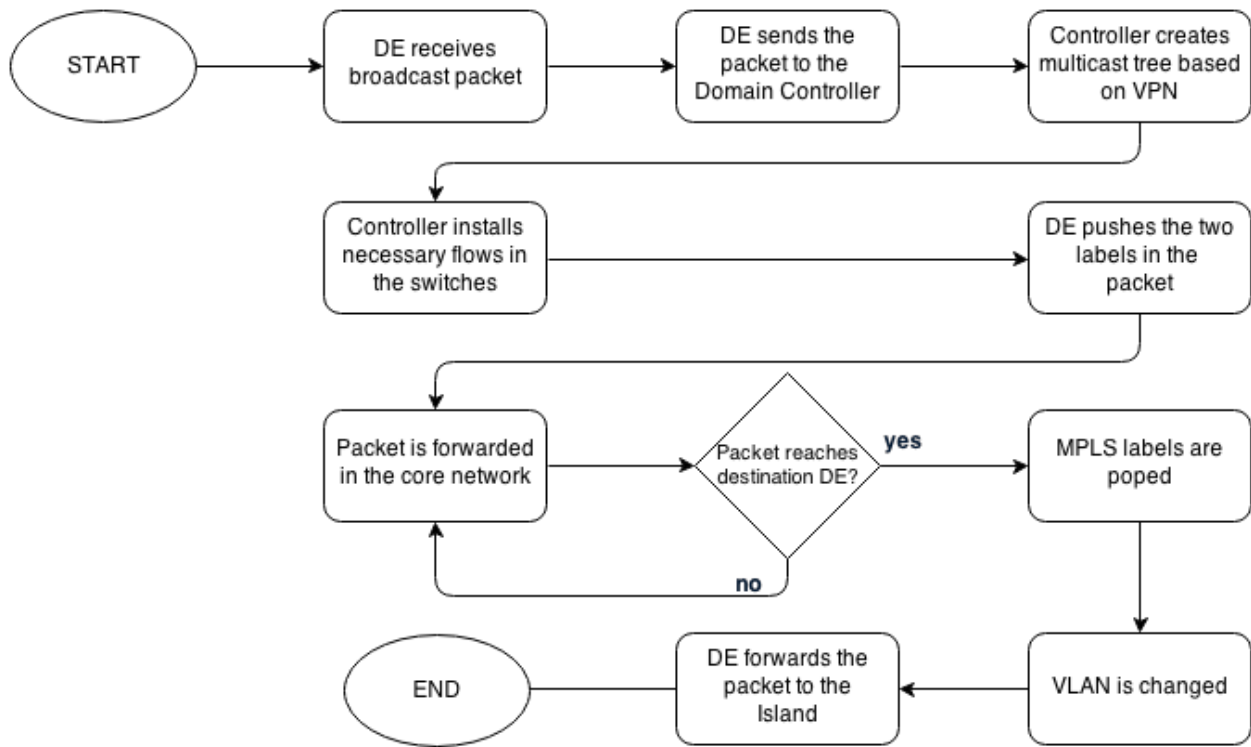 START
DE receives
broadcast packet
DE sends the
packet to the
Domain Controller
Controller creates
multicast tree based
on VPN
Controller installs
necessary flows in
the switches
DE pushes the two
labels in the
packet
Packet is forwarded
in the core network
Packet reaches
destination DE?
yes
no
MPLS labels are
poped
VLAN is changed
DE forwards the
packet to the
Island
END